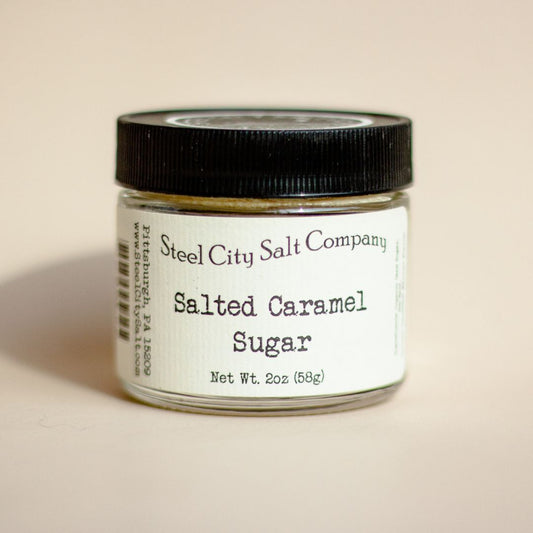 Steel City Salt Company
Salted Caramel
Sugar
Net Wt. 2oz (58g)
Pittsburgh, PA 15209
www.SteelCitySalt.com